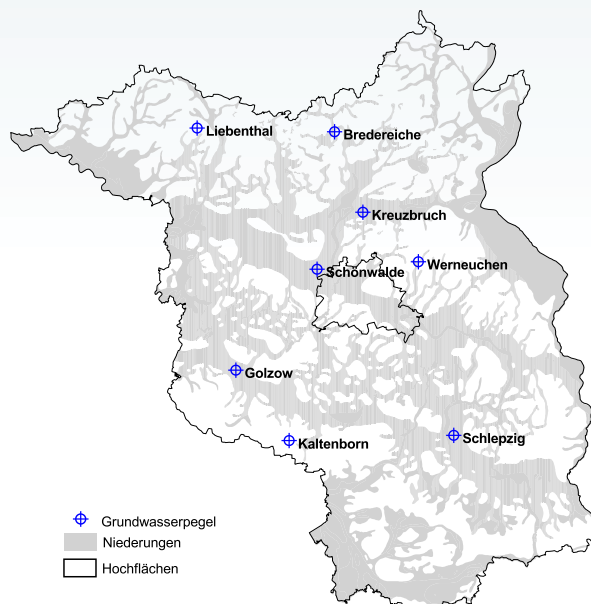 Liebenthal
Bredereiche
Kreuzbruch
Werneuchen
Schönwalde
Golzow
Schlepzig
Kaltenborn
Grundwasserpegel
Niederungen
Hochflächen